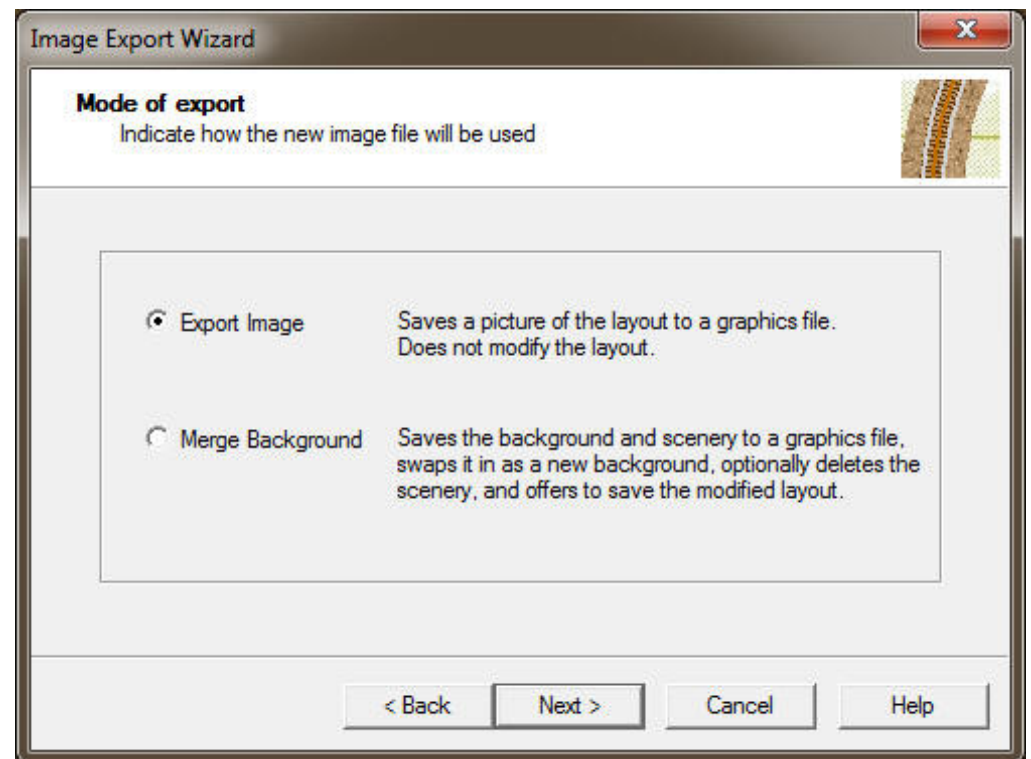 Image Export Wizard
Mode of export
Indicate how the new image file will be used
Export Image
Saves a picture of the layout to a graphics file.
Does not modify the layout.
Merge Background
Saves the background and scenery to a graphics file,
swaps it in as a new background, optionally deletes the
scenery, and offers to save the modified layout.
< Back
Next >
Cancel
Help